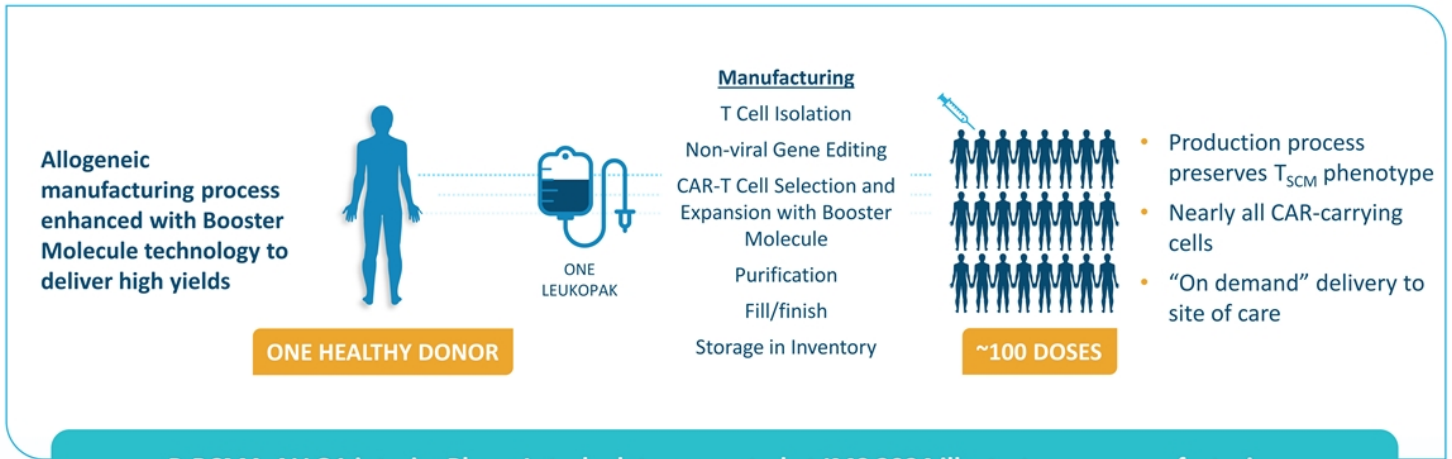 Allogeneic
manufacturing process
enhanced with Booster
Molecule technology to
deliver high yields
ONE HEALTHY DONOR
ONE
LEUKOPAK
Manufacturing
T Cell Isolation
Non-viral Gene Editing
CAR-T Cell Selection and
Expansion with Booster
Molecule
Purification
Fill/finish
Storage in Inventory
~100 DOSES
• Production process
preserves TSCM phenotype
• Nearly all CAR-carrying
cells
• “On demand” delivery to
site of care